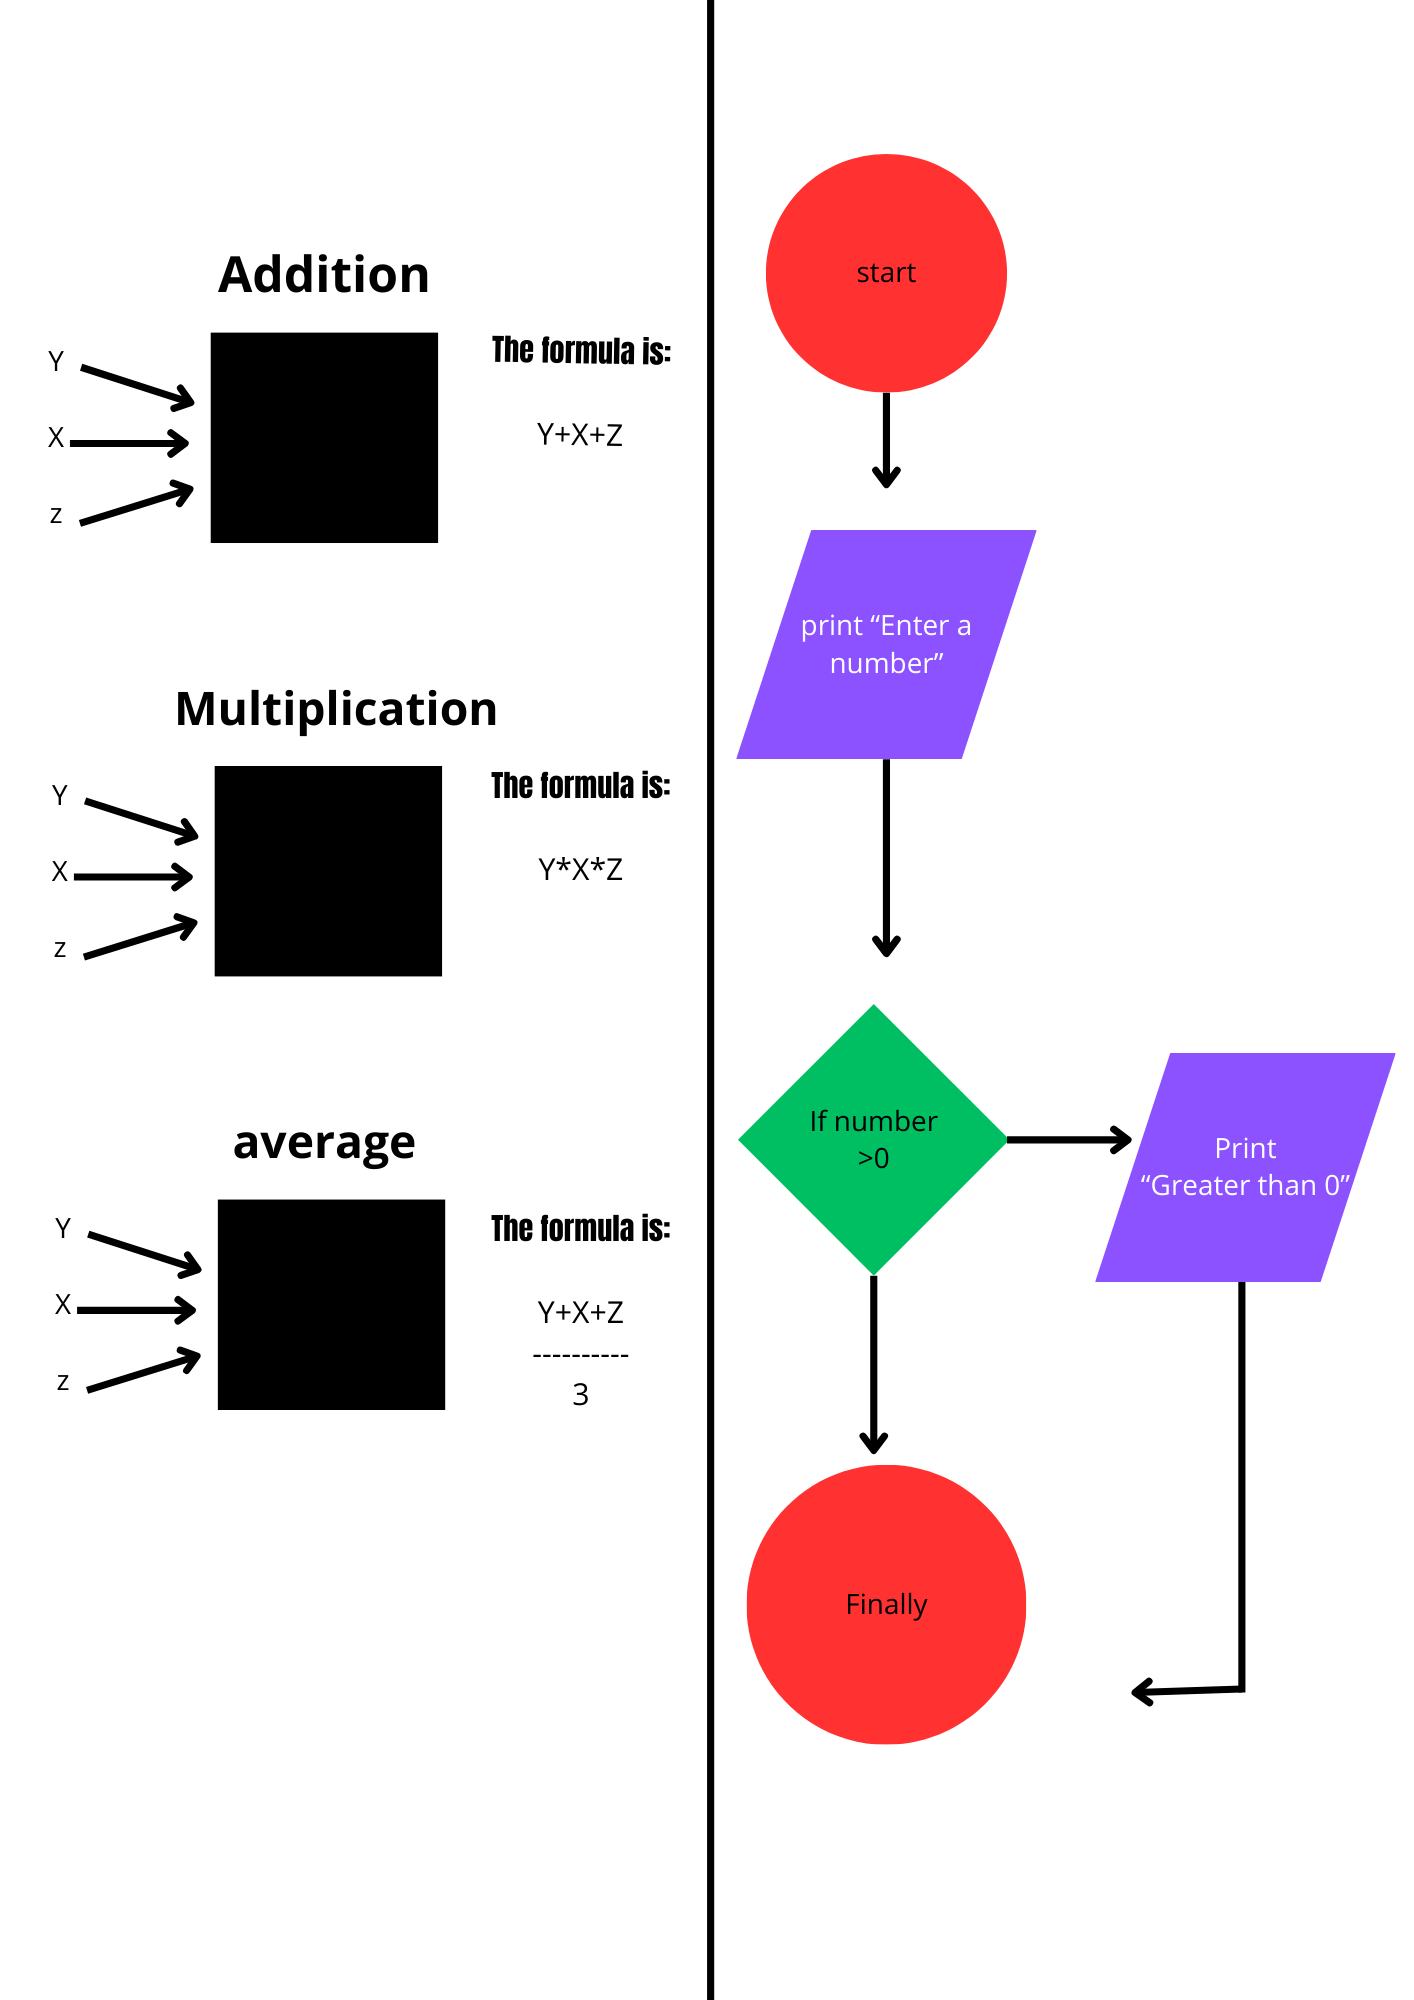 Addition
Y
The formula is:
X
Y+X+Z
z
Multiplication
Y
The formula is:
X
Y*X*Z
z
average
Y
The formula is:
X
Y+X+Z
----------
z
3
start
print “Enter a
number”
If number
>0
Print
“Greater than 0”
Finally